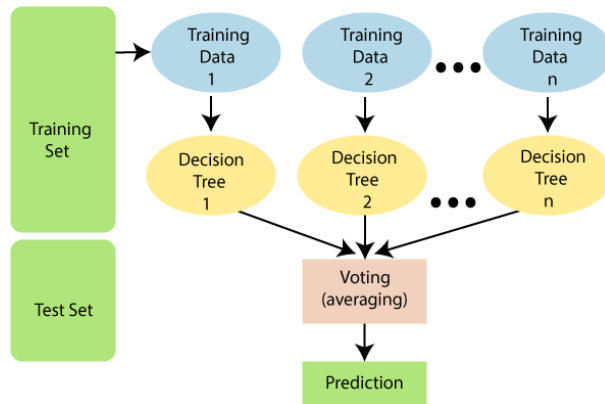 Training
Set
Training
Data
1
Training
Data
2
Training
Data
n
Decision
Tree
1
Decision
Tree
2
Decision
Tree
n
Test Set
Voting
(averaging)
Prediction